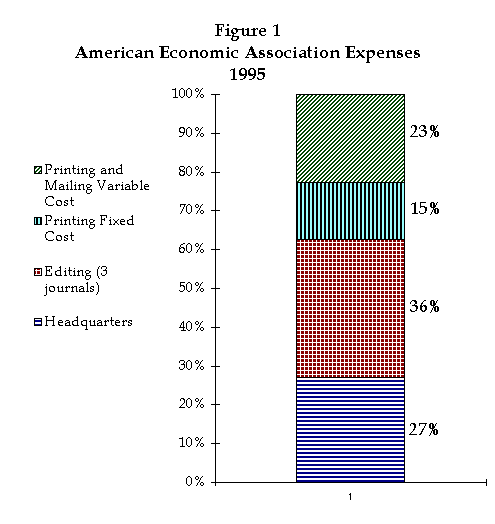 Figure 1
American Economic Association Expenses
1995
100%
90%
80%
70%
60%
50%
40%
30%
20%
10%
0%
Printing and
Mailing Variable
Cost
Printing Fixed
Cost
Editing (3
journals)
Headquarters
23%
15%
36%
27%
1